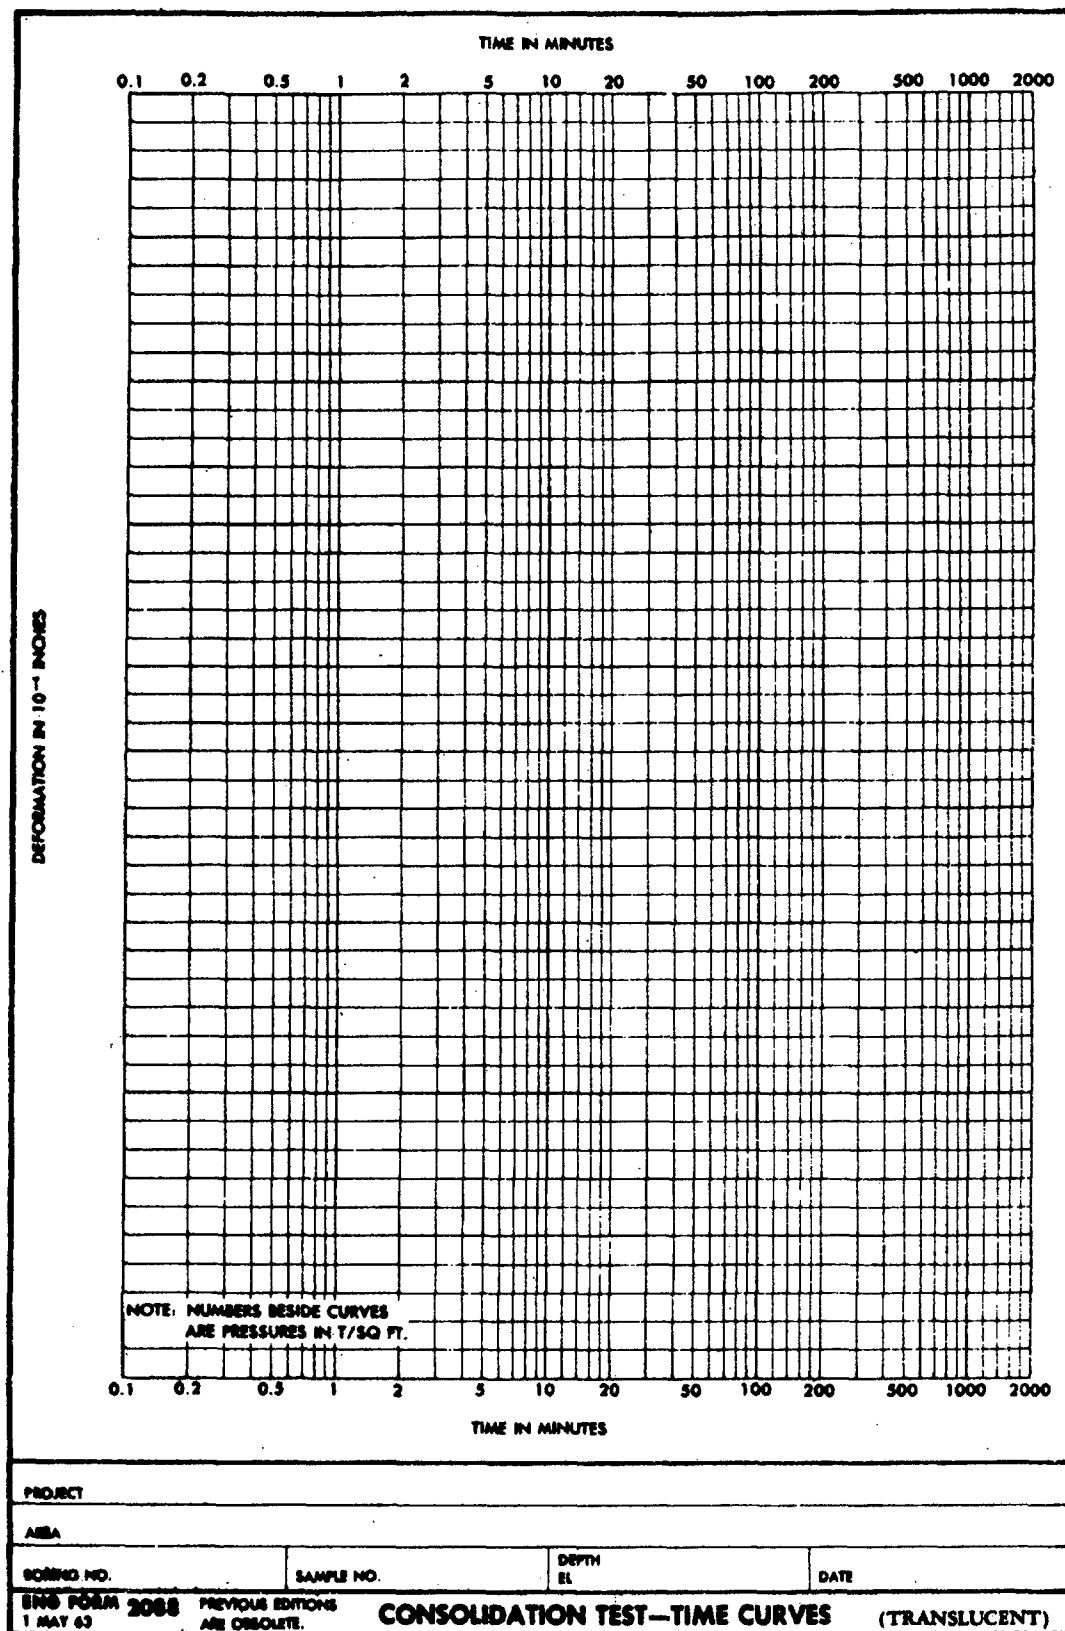 TIME IN MINUTES
0.1 0.2 0.5 1 2 5 10 20 50 100 200 500 1000 2000
DEFORMATION IN 10⁻⁴ INCHES
NOTE: NUMBERS BESIDE CURVES
ARE PRESSURES IN T/SQ FT.
0.1 0.2 0.5 1 2 5 10 20 50 100 200 500 1000 2000
TIME IN MINUTES
PROJECT
AREA
BORING NO. SAMPLE NO. DEPTH EL DATE
ENG FORM 2088 PREVIOUS EDITIONS CONSOLIDATION TEST—TIME CURVES (TRANSLUCENT)
1 MAY 63 ARE OBSOLETE.